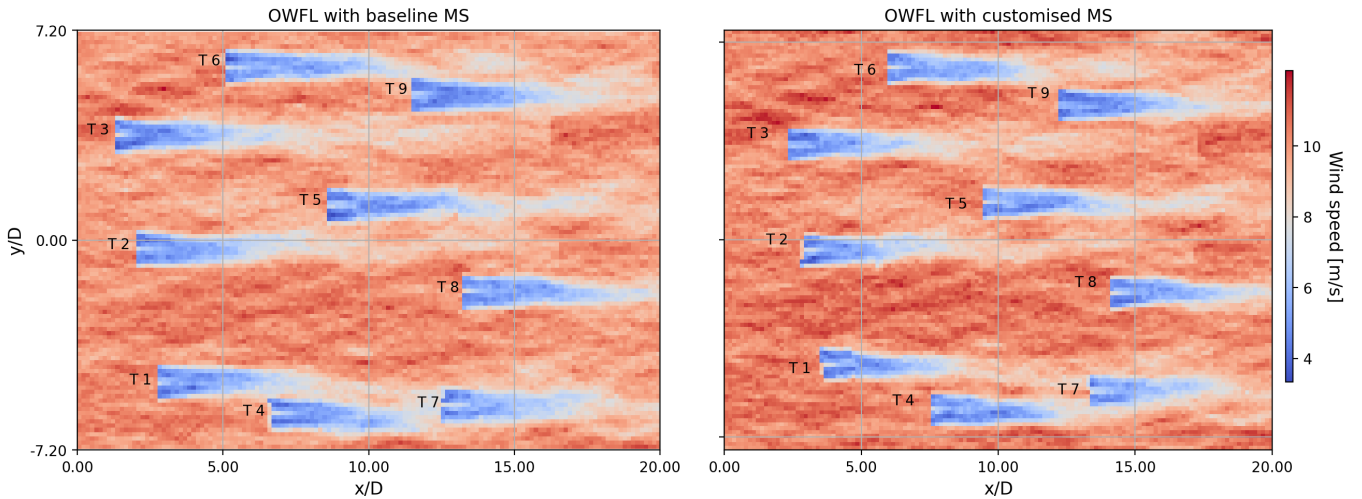 OWFL with baseline MS
7.20
0.00
-7.20
y/D
T 6
T 9
T 3
T 5
T 2
T 8
T 1
T 4
T 7
0.00 5.00 10.00 15.00 20.00
x/D
OWFL with customised MS
T 6
T 9
T 3
T 5
T 2
T 8
T 1
T 7
T 4
0.00 5.00 10.00 15.00 20.00
x/D
10
8
6
4
Wind speed [m/s]